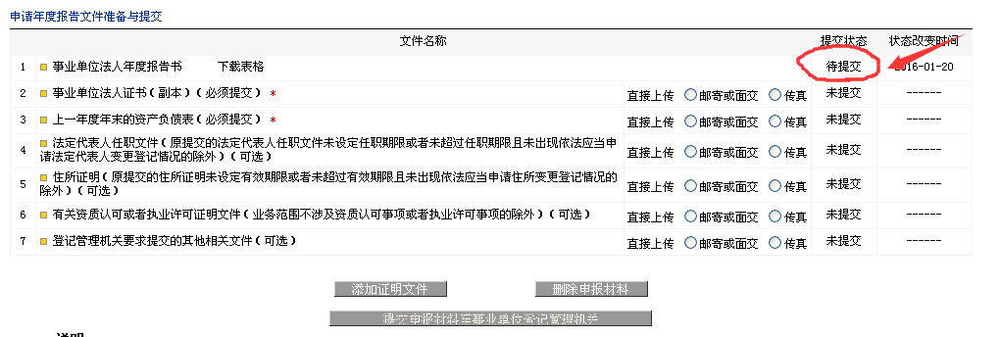 申请年度报告文件准备与提交
文件名称 提交状态 状态改变时间
1 事业单位法人年度报告书 下载表格 待提交 2016-01-20
2 事业单位法人证书(副本)(必须提交) * 直接上传 邮寄或面交 传真 未提交 ------
3 上一年度年末的资产负债表(必须提交) * 直接上传 邮寄或面交 传真 未提交 ------
4 法定代表人任职文件(原提交的法定代表人任职文件未设定任职期限或者未超过任职期限且未出现依法应当申
请法定代表人变更登记情况的除外)(可选) 直接上传 邮寄或面交 传真 未提交 ------
5 住所证明(原提交的住所证明未设定有效期限或者未超过有效期限且未出现依法应当申请住所变更登记情况的
除外)(可选) 直接上传 邮寄或面交 传真 未提交 ------
6 有关资质认可或者执业许可证明文件(业务范围不涉及资质认可事项或者执业许可事项的除外)(可选) 直接上传 邮寄或面交 传真 未提交 ------
7 登记管理机关要求提交的其他相关文件(可选) 直接上传 邮寄或面交 传真 未提交 ------
添加证明文件 删除申报材料
提交申报材料至事业单位登记管理机关
说明